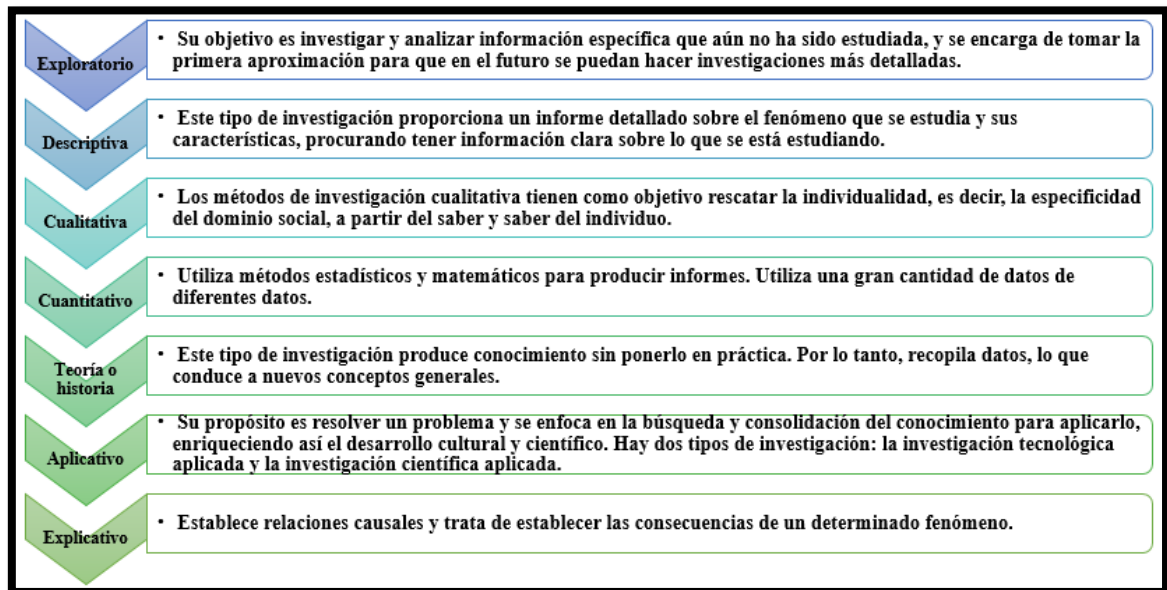 Exploratorio
• Su objetivo es investigar y analizar información específica que aún no ha sido estudiada, y se encarga de tomar la
primera aproximación para que en el futuro se puedan hacer investigaciones más detalladas.
Descriptiva
• Este tipo de investigación proporciona un informe detallado sobre el fenómeno que se estudia y sus
características, procurando tener información clara sobre lo que se está estudiando.
Cualitativa
• Los métodos de investigación cualitativa tienen como objetivo rescatar la individualidad, es decir, la especificidad
del dominio social, a partir del saber y saber del individuo.
Cuantitativo
• Utiliza métodos estadísticos y matemáticos para producir informes. Utiliza una gran cantidad de datos de
diferentes datos.
Teoría o
historia
• Este tipo de investigación produce conocimiento sin ponerlo en práctica. Por lo tanto, recopila datos, lo que
conduce a nuevos conceptos generales.
Aplicativo
• Su propósito es resolver un problema y se enfoca en la búsqueda y consolidación del conocimiento para aplicarlo,
enriqueciendo así el desarrollo cultural y científico. Hay dos tipos de investigación: la investigación tecnológica
aplicada y la investigación científica aplicada.
Explicativo
• Establece relaciones causales y trata de establecer las consecuencias de un determinado fenómeno.